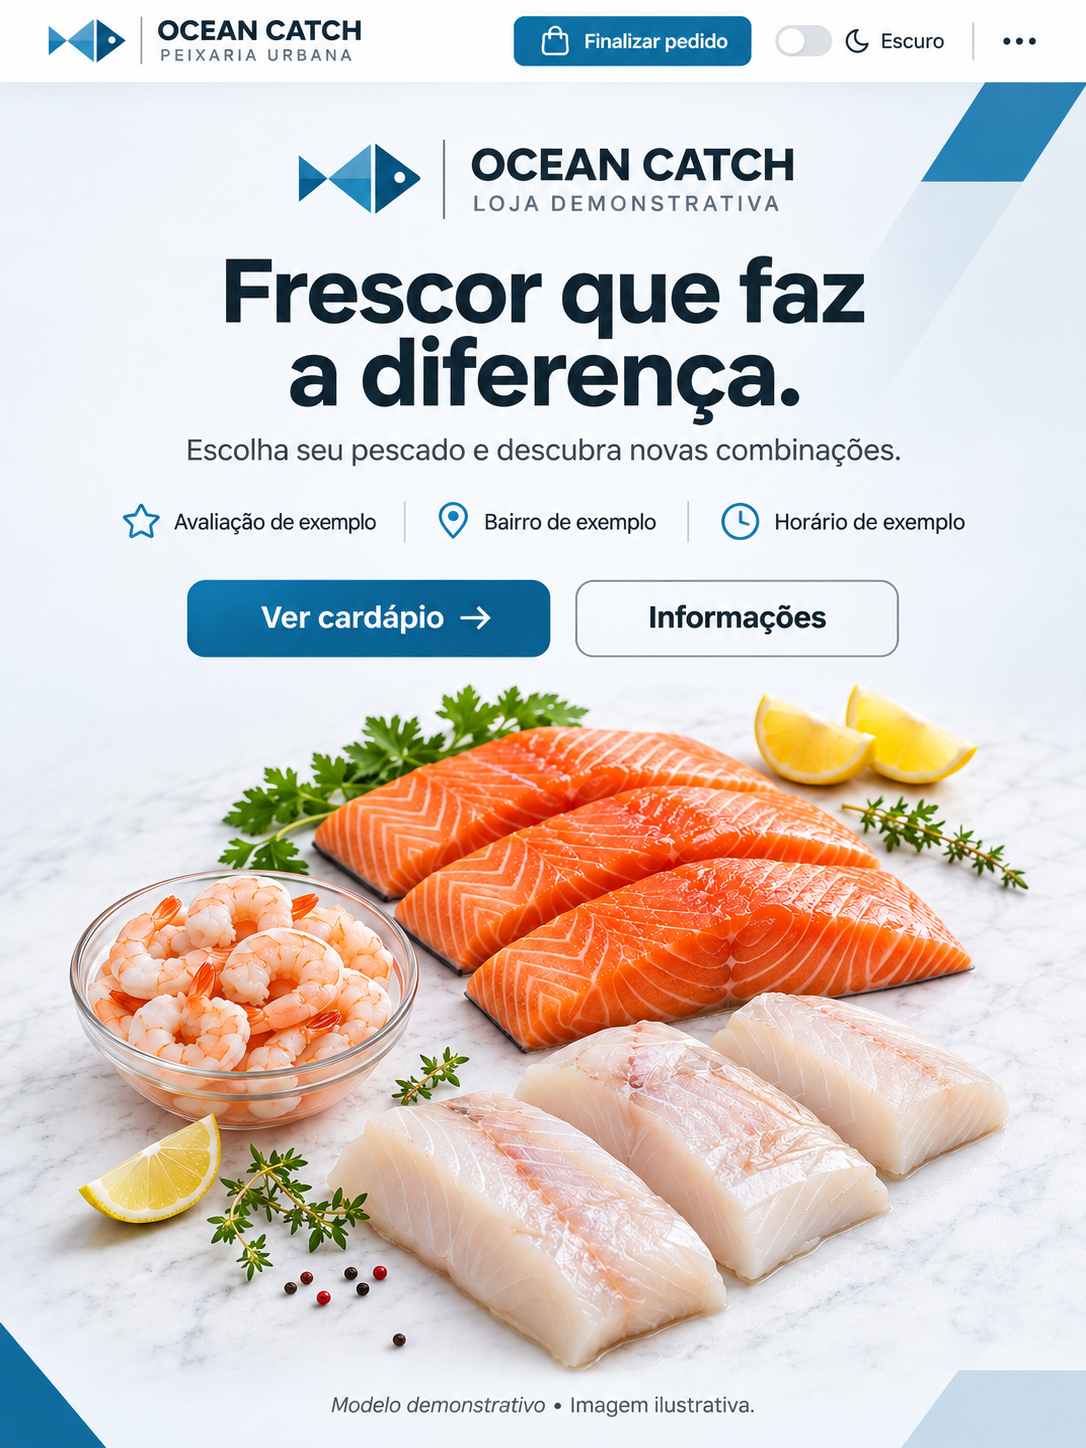 OCEAN CATCH
PEIXARIA URBANA
Finalizar pedido
Escuro
OCEAN CATCH
LOJA DEMONSTRATIVA
Frescor que faz
a diferença.
Escolha seu pescado e descubra novas combinações.
Avaliação de exemplo
Bairro de exemplo
Horário de exemplo
Ver cardápio →
Informações
Modelo demonstrativo • Imagem ilustrativa.